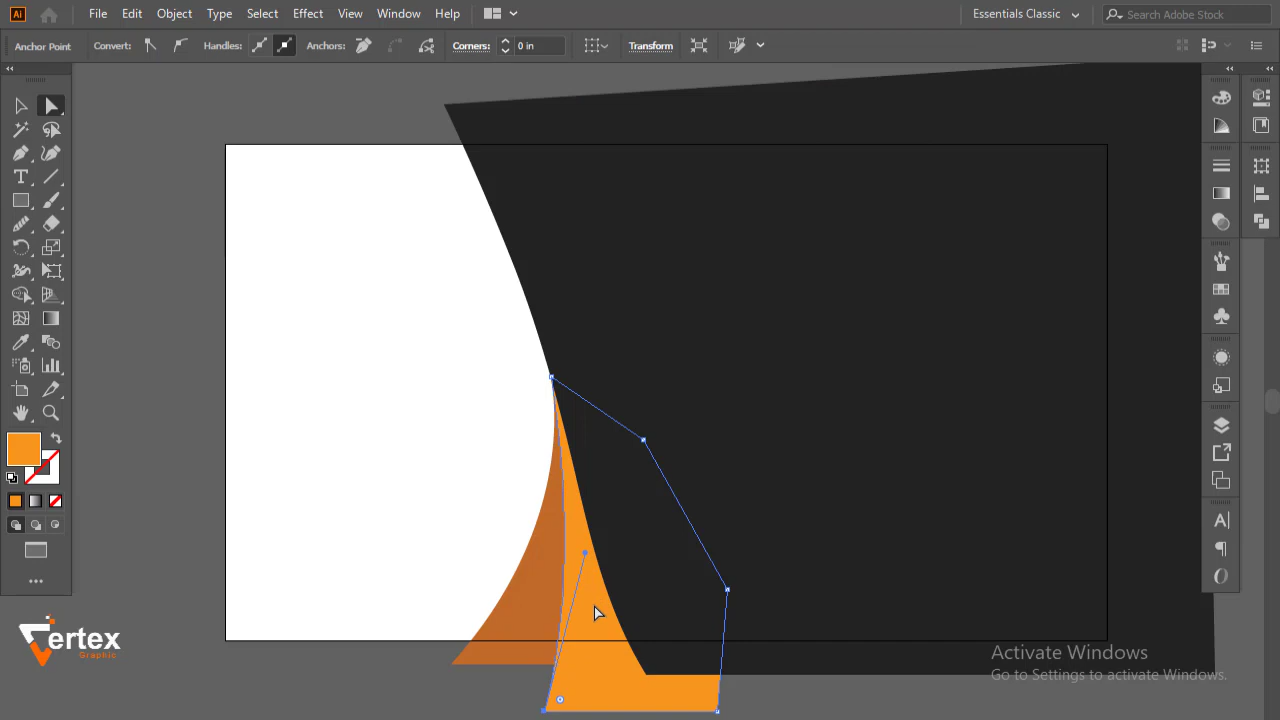 Ai File Edit Object Type Select Effect View Window Help Essentials Classic Search Adobe Stock
Anchor Point Convert: Handles: Anchors: Corners: 0 in Transform
Vertex
Graphic
Activate Windows
Go to Settings to activate Windows.